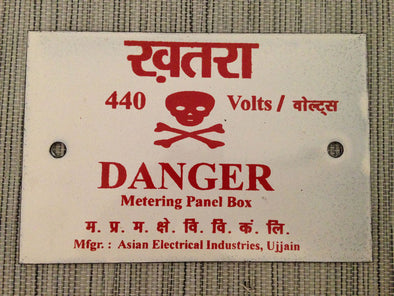 ख़तरा
440 Volts / वोल्ट्स
DANGER
Metering Panel Box
म. प्र. म. क्षे. वि. वि. कं. लि.
Mfgr. : Asian Electrical Industries, Ujjain